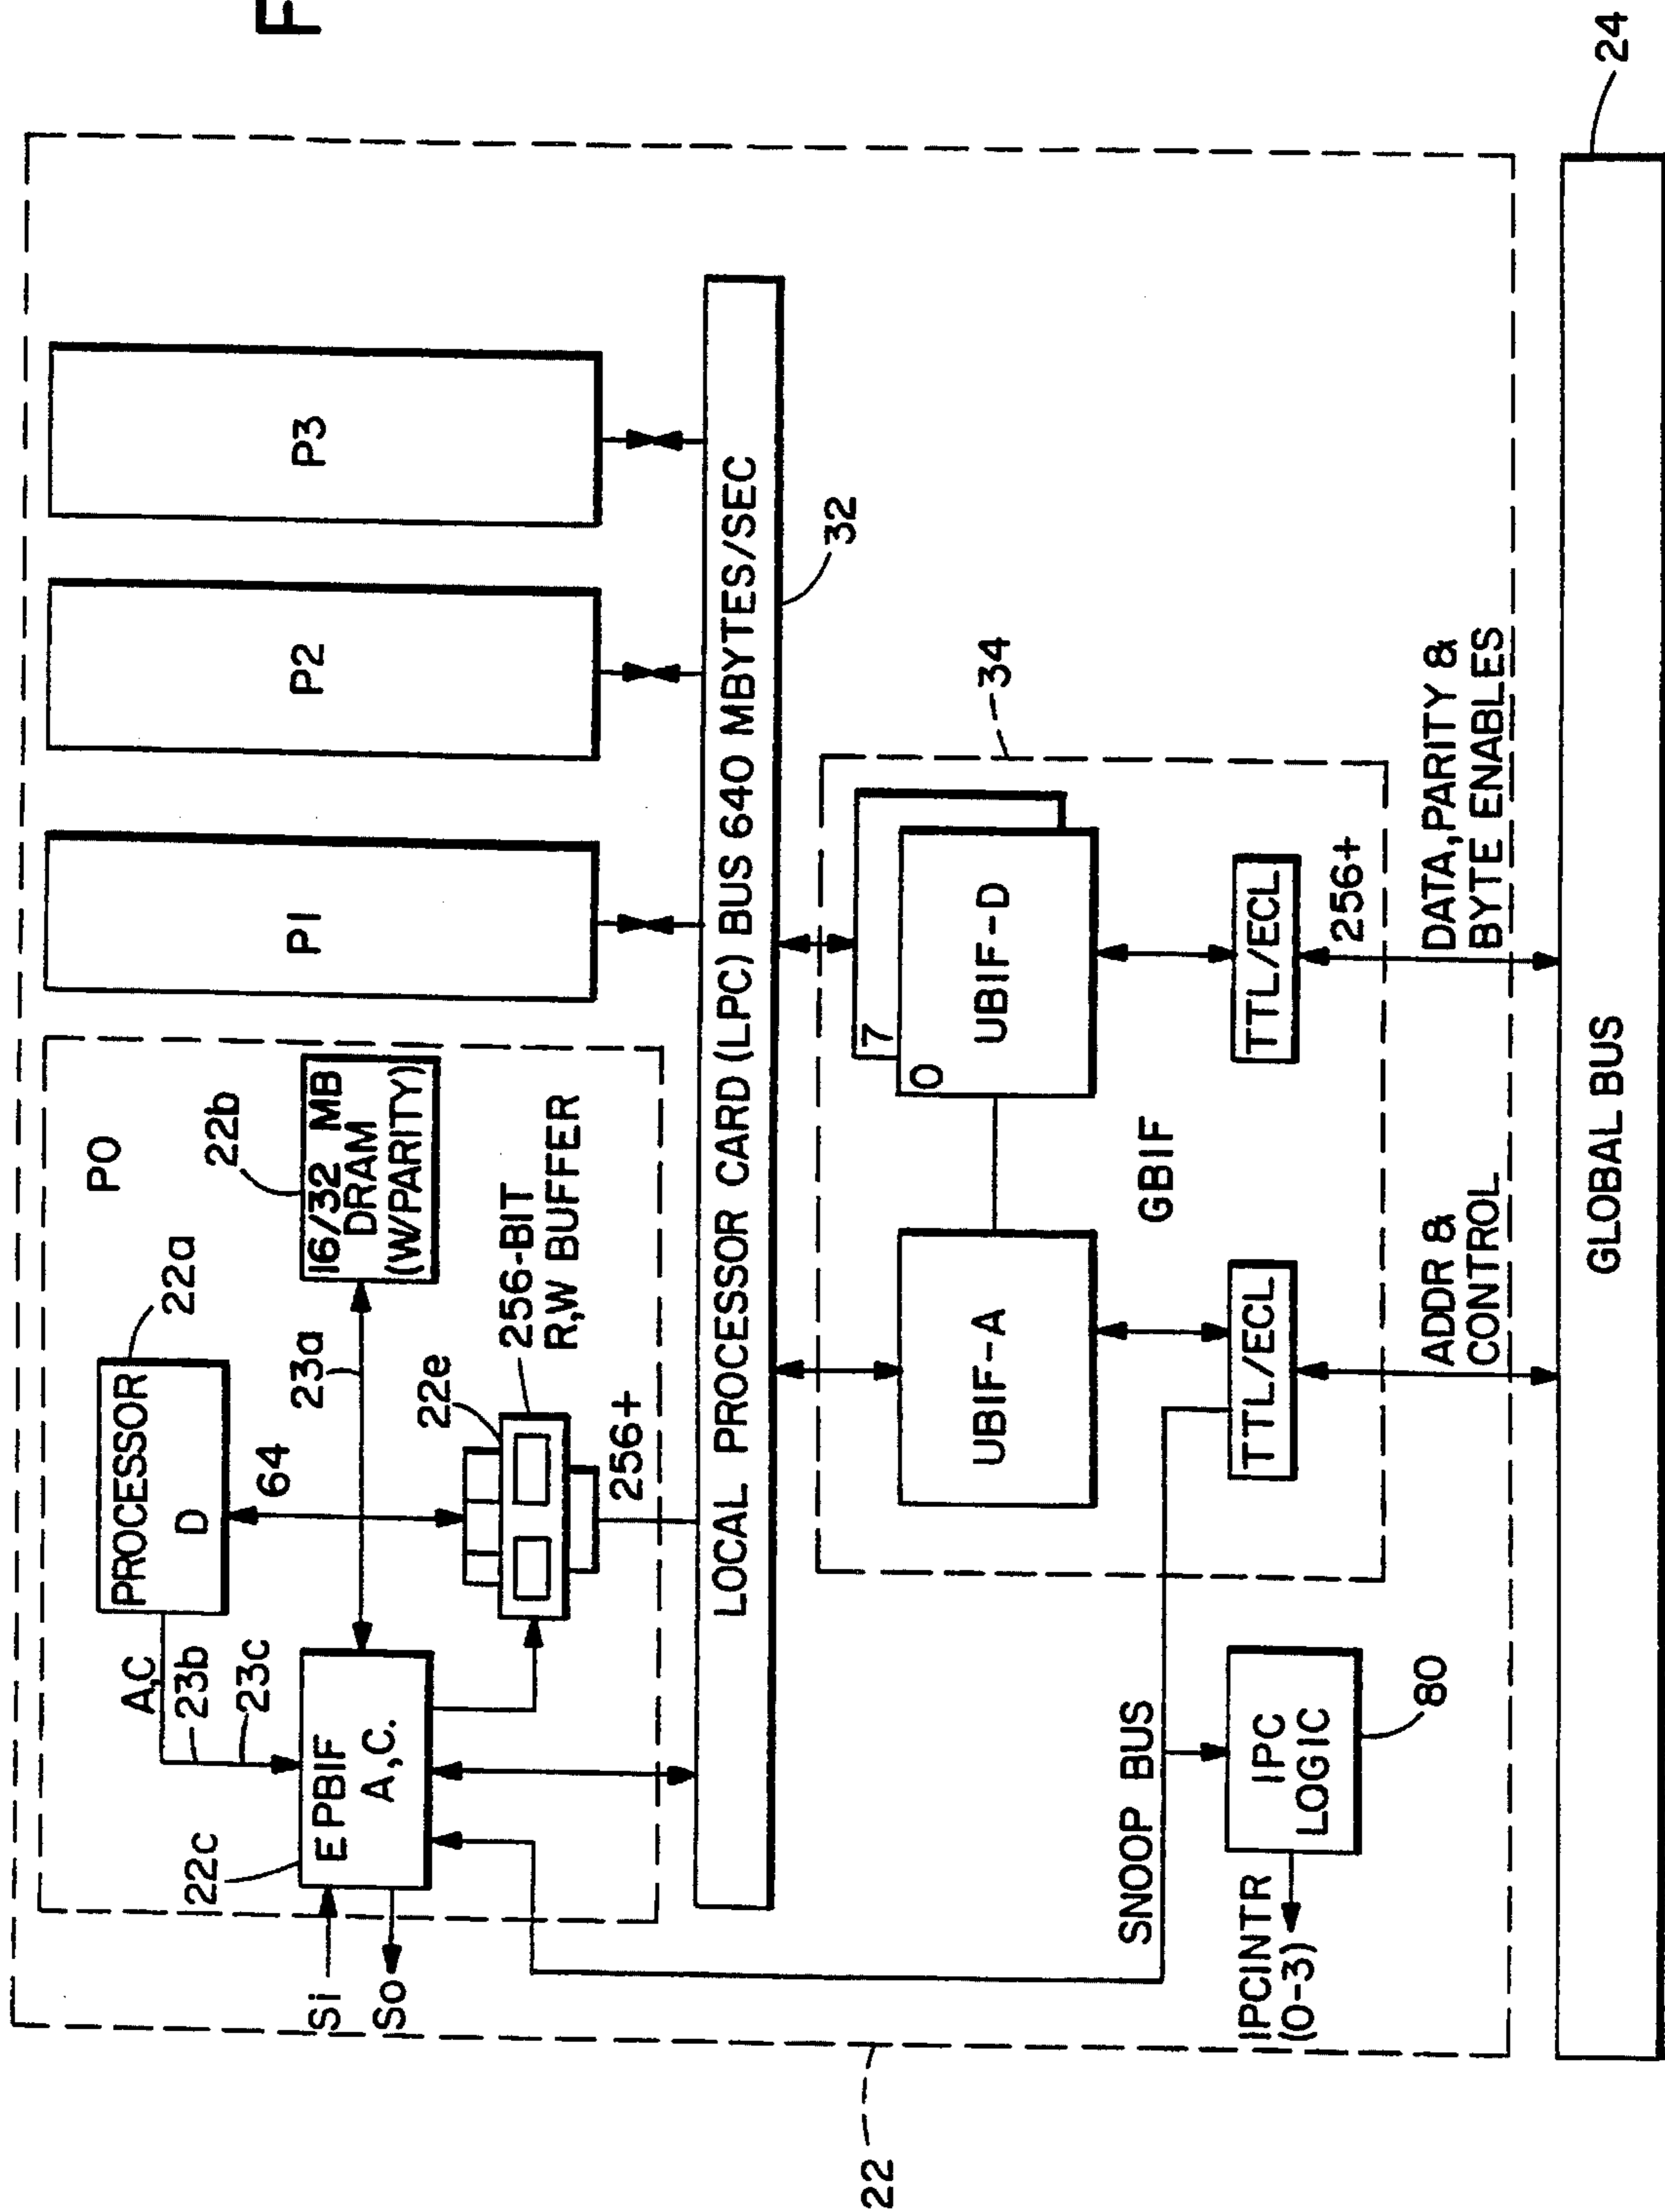 F
P0
22a
PROCESSOR
D
22b
16/32 MB
DRAM
(W/PARITY)
A,C
23b
23c
64
23a
EPBIF
A,C.
22c
22e
256-BIT
R,W BUFFER
256+
Si
So
P1
P2
P3
LOCAL PROCESSOR CARD (LPC) BUS 640 MBYTES/SEC
32
34
UBIF-A
7
0
UBIF-D
GBIF
TTL/ECL
TTL/ECL
256+
SNOOP BUS
IPC
LOGIC
80
IPCINTR
(0-3)
ADDR &
CONTROL
DATA,PARITY &
BYTE ENABLES
22
GLOBAL BUS
24